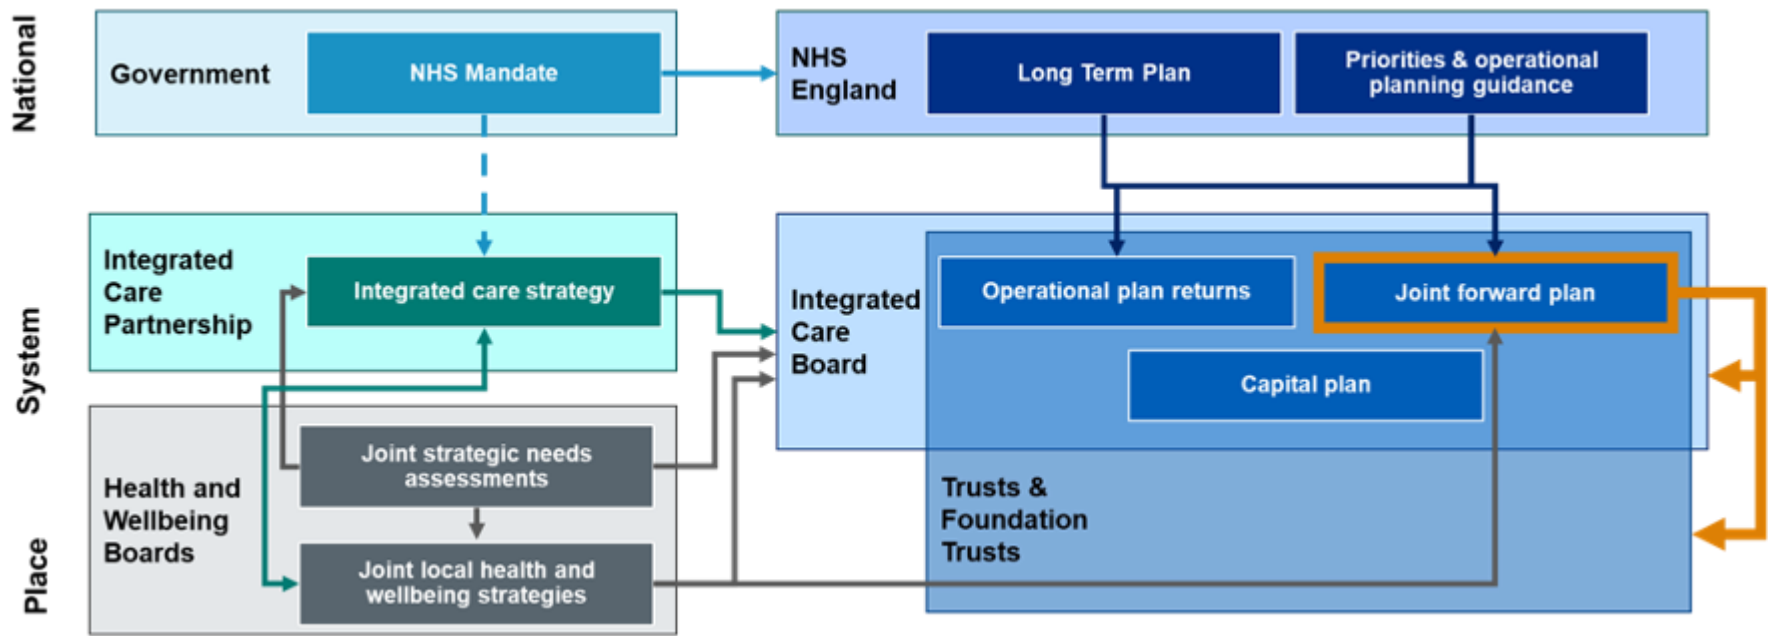 National
Government
NHS Mandate
NHS
England
Long Term Plan
Priorities & operational
planning guidance
System
Integrated
Care
Partnership
Integrated care strategy
Integrated
Care
Board
Operational plan returns
Joint forward plan
Capital plan
Place
Health and
Wellbeing
Boards
Joint strategic needs
assessments
Joint local health and
wellbeing strategies
Trusts &
Foundation
Trusts